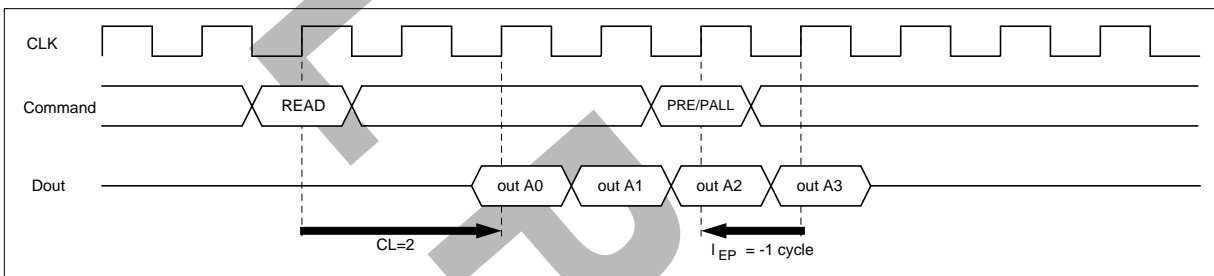 CLK
Command
READ
PRE/PALL
Dout
out A0
out A1
out A2
out A3
CL=2
l EP = -1 cycle